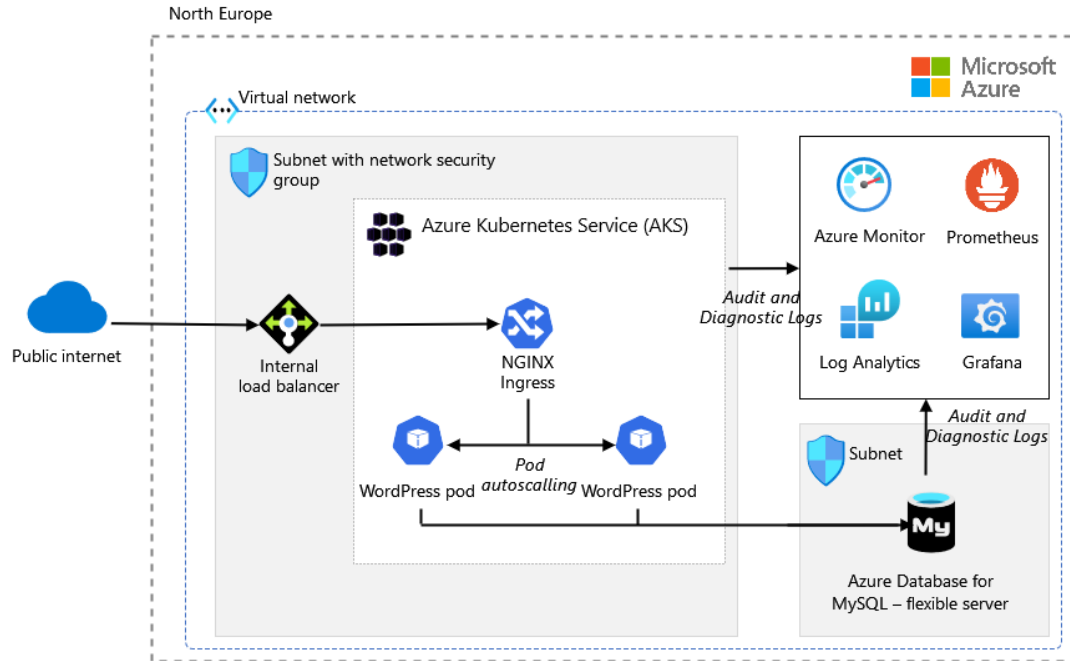 North Europe
Microsoft
Azure
Virtual network
Subnet with network security
group
Azure Kubernetes Service (AKS)
Azure Monitor
Prometheus
Audit and
Diagnostic Logs
Log Analytics
Grafana
Public internet
Internal
load balancer
NGINX
Ingress
Pod
autoscalling
WordPress pod
WordPress pod
Audit and
Diagnostic Logs
Subnet
My
Azure Database for
MySQL – flexible server